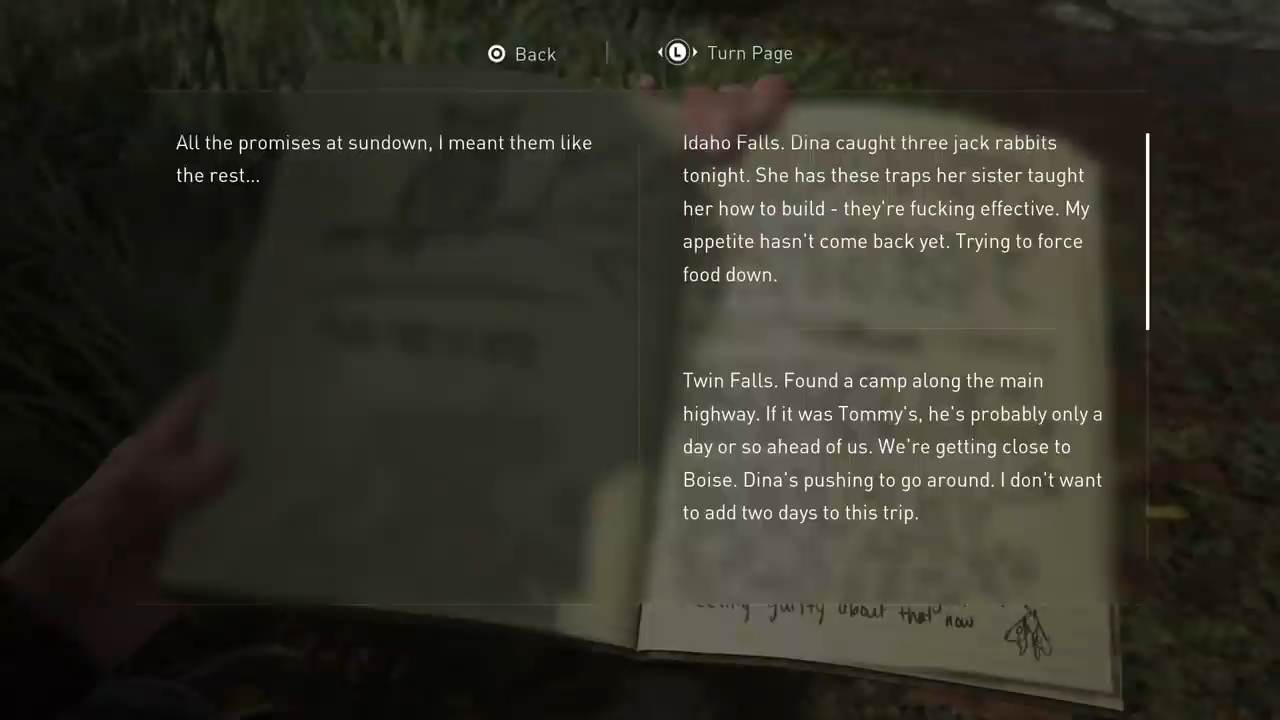 Back
L Turn Page
All the promises at sundown, I meant them like
the rest...
Idaho Falls. Dina caught three jack rabbits
tonight. She has these traps her sister taught
her how to build - they're fucking effective. My
appetite hasn't come back yet. Trying to force
food down.
Twin Falls. Found a camp along the main
highway. If it was Tommy's, he's probably only a
day or so ahead of us. We're getting close to
Boise. Dina's pushing to go around. I don't want
to add two days to this trip.
guilty about that now